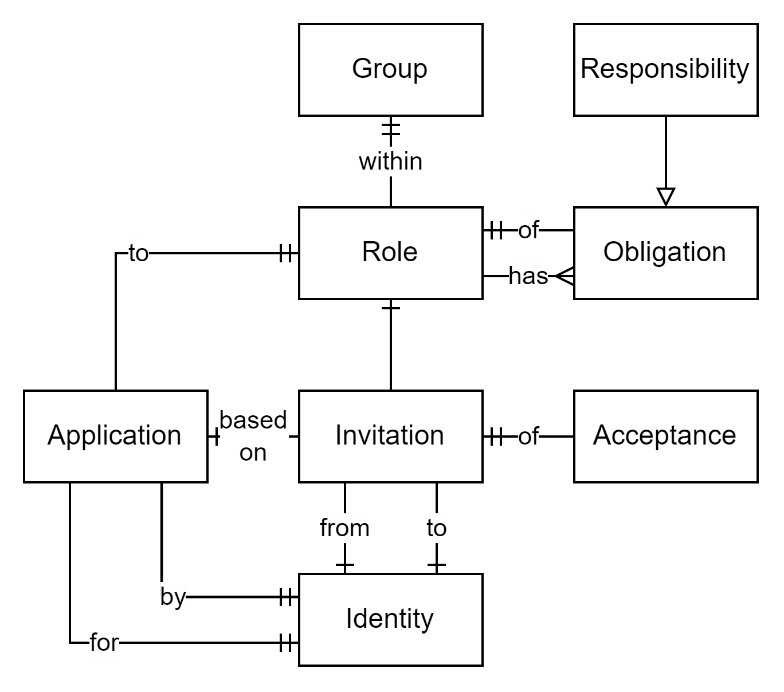 Group
Responsibility
within
to
Role
of
Obligation
has
Application
based
on
Invitation
of
Acceptance
from
to
by
Identity
for